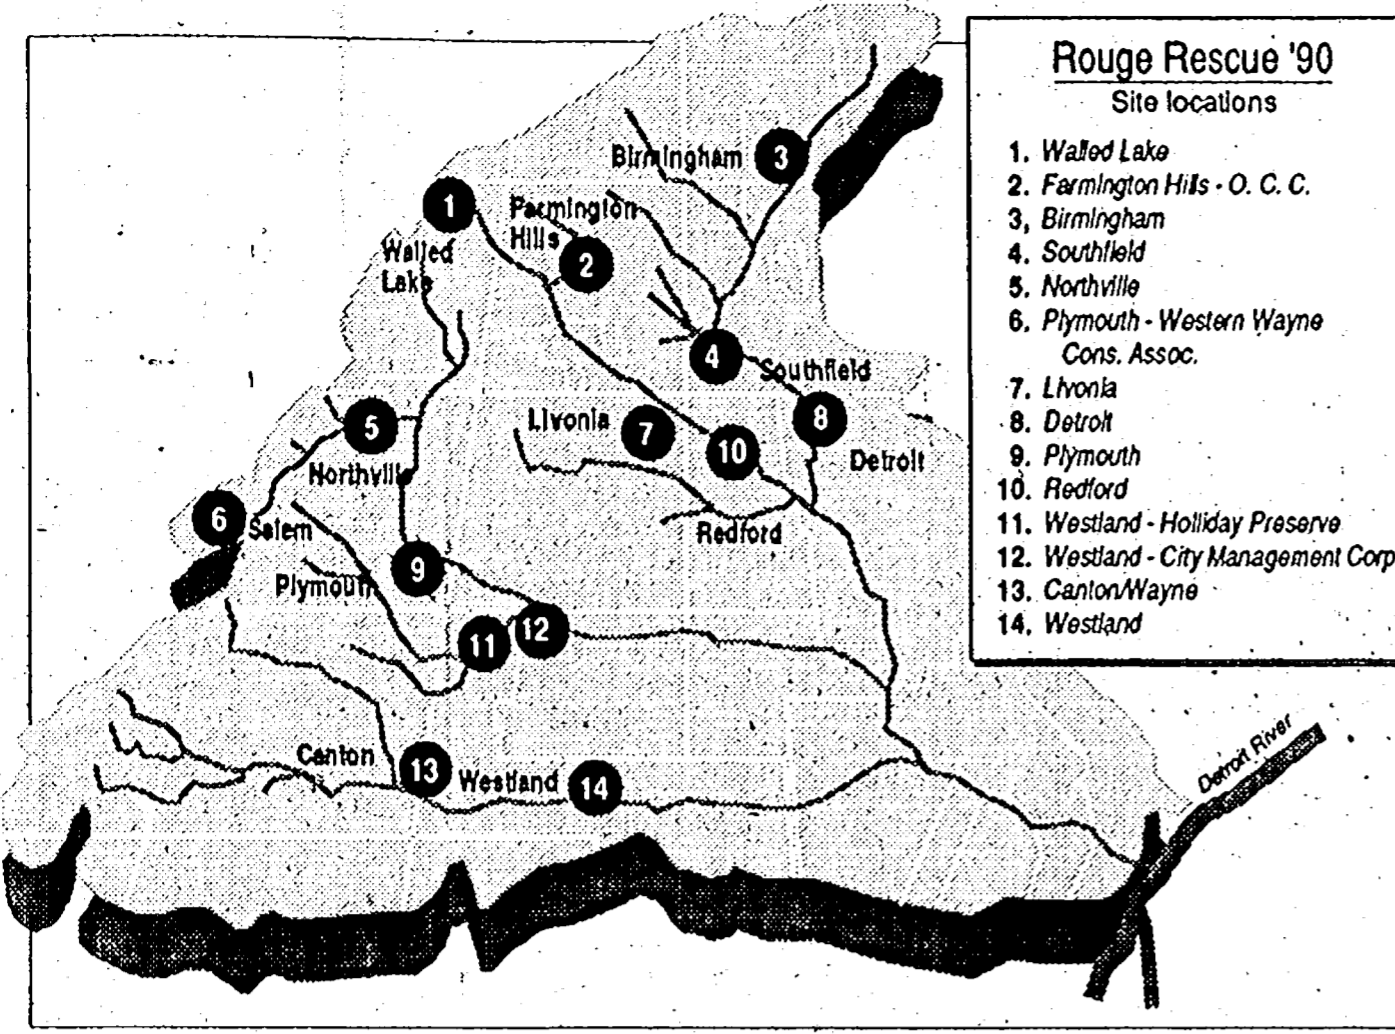 Rouge Rescue '90
Site locations
1. Walled Lake
2. Farmington Hills - O. C. C.
3, Birmingham
4. Southfield
5. Northville
6. Plymouth - Western Wayne
Cons. Assoc.
7. Livonia
8. Detroit
9. Plymouth
10. Redford
11. Westland - Holliday Preserve
12. Westland - City Management Corp
13. Canton/Wayne
14. Westland
Birmingham
3
1
Farmington
Hills
2
Walled
Lake
4
Southfield
8
5
Livonia
7
10
Detroit
Northville
6
Salem
Redford
9
Plymouth
11
12
Canton
13
Westland
14
Detroit River